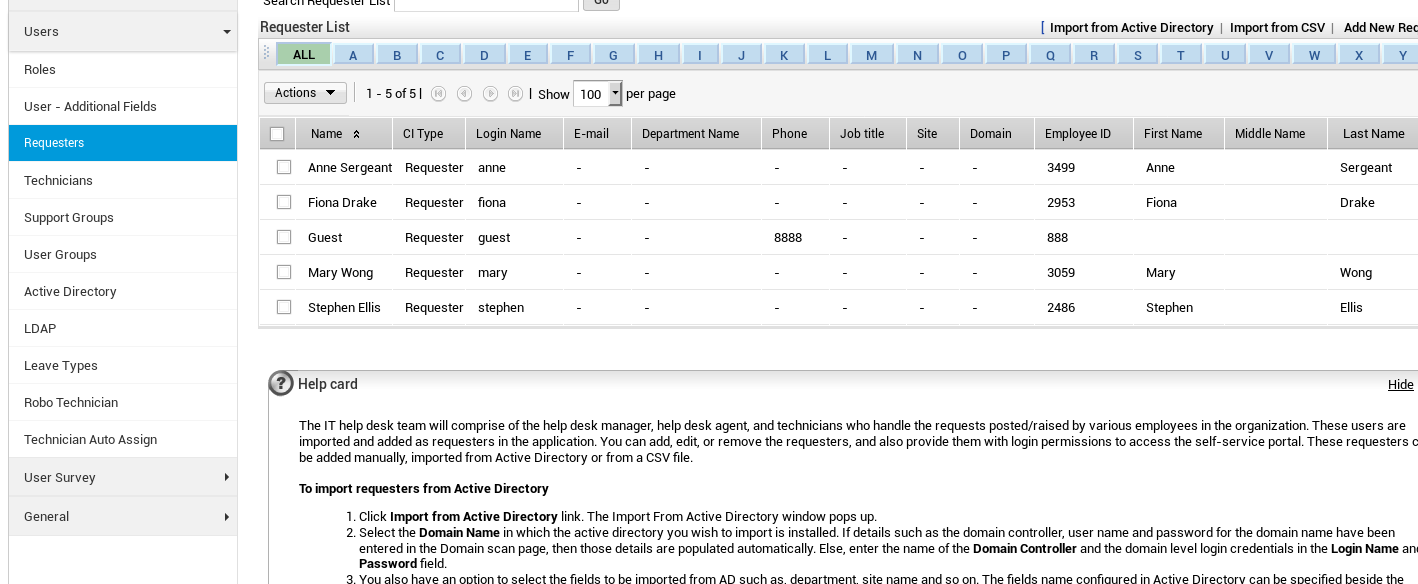 Search Requester List Go
Users
Roles
User - Additional Fields
Requesters
Technicians
Support Groups
User Groups
Active Directory
LDAP
Leave Types
Robo Technician
Technician Auto Assign
User Survey
General
Requester List [ Import from Active Directory | Import from CSV | Add New Req
ALL A B C D E F G H I J K L M N O P Q R S T U V W X Y
Actions 1 - 5 of 5 | | Show 100 per page
Name CI Type Login Name E-mail Department Name Phone Job title Site Domain Employee ID First Name Middle Name Last Name
Anne Sergeant Requester anne - - - - - - 3499 Anne Sergeant
Fiona Drake Requester fiona - - - - - - 2953 Fiona Drake
Guest Requester guest - - 8888 - - - 888
Mary Wong Requester mary - - - - - - 3059 Mary Wong
Stephen Ellis Requester stephen - - - - - - 2486 Stephen Ellis
? Help card Hide
The IT help desk team will comprise of the help desk manager, help desk agent, and technicians who handle the requests posted/raised by various employees in the organization. These users are
imported and added as requesters in the application. You can add, edit, or remove the requesters, and also provide them with login permissions to access the self-service portal. These requesters c
be added manually, imported from Active Directory or from a CSV file.
To import requesters from Active Directory
1. Click Import from Active Directory link. The Import From Active Directory window pops up.
2. Select the Domain Name in which the active directory you wish to import is installed. If details such as the domain controller, user name and password for the domain name have been
entered in the Domain scan page, then those details are populated automatically. Else, enter the name of the Domain Controller and the domain level login credentials in the Login Name and
Password field.
3. You also have an option to select the fields to be imported from AD such as, department, site name and so on. The fields name configured in Active Directory can be specified beside the